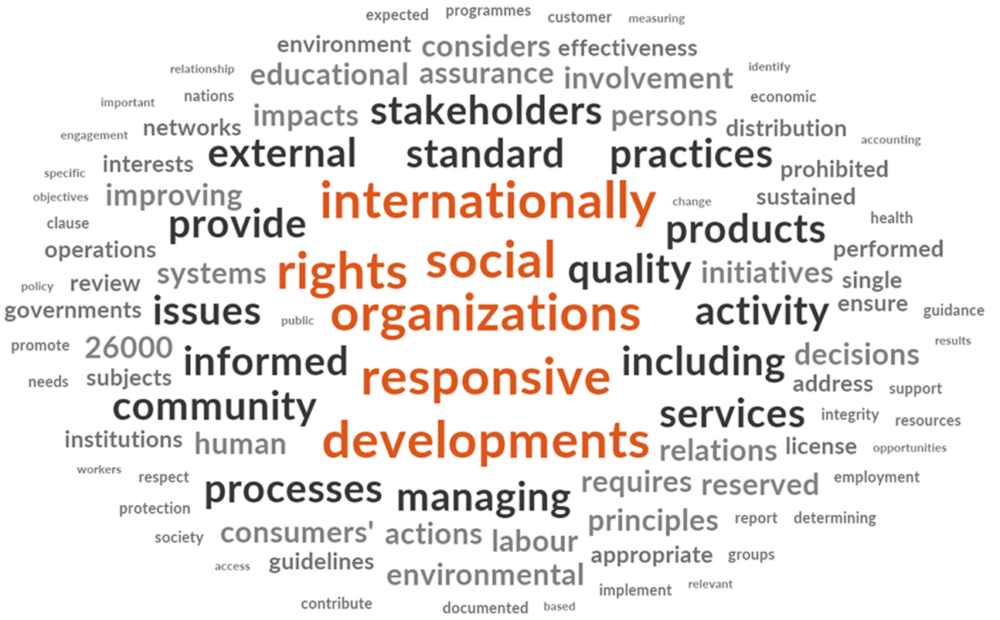 expected programmes customer measuring
environment considers effectiveness
relationship educational assurance involvement identify
important nations impacts stakeholders persons economic
engagement networks distribution accounting
specific interests external standard practices prohibited
objectives improving internationally change sustained
clause provide products health
operations social performed
policy review systems rights quality initiatives single
governments issues public organizations activity ensure guidance
promote 26000 informed including decisions results
needs subjects responsive address support
community services integrity resources
institutions human developments relations license opportunities
workers respect processes managing requires reserved employment
protection principles report determining
society consumers' actions labour
access guidelines environmental appropriate groups
contribute documented based implement relevant